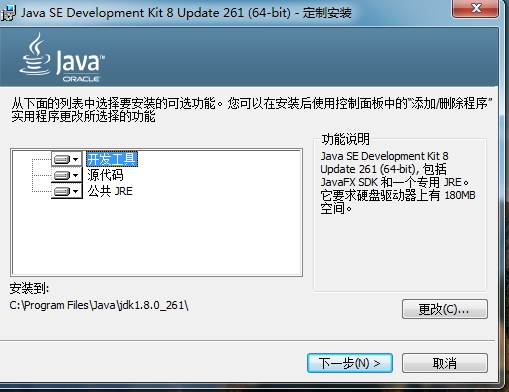 Java SE Development Kit 8 Update 261 (64-bit) - 定制安装
Java™
ORACLE
从下面的列表中选择要安装的可选功能。您可以在安装后使用控制面板中的“添加/删除程序”
实用程序更改所选择的功能
开发工具
源代码
公共 JRE
功能说明
Java SE Development Kit 8
Update 261 (64-bit), 包括
JavaFX SDK 和一个专用 JRE。
它要求硬盘驱动器上有 180MB
空间。
安装到:
C:\Program Files\Java\jdk1.8.0_261\
更改(C)...
下一步(N) >
取消